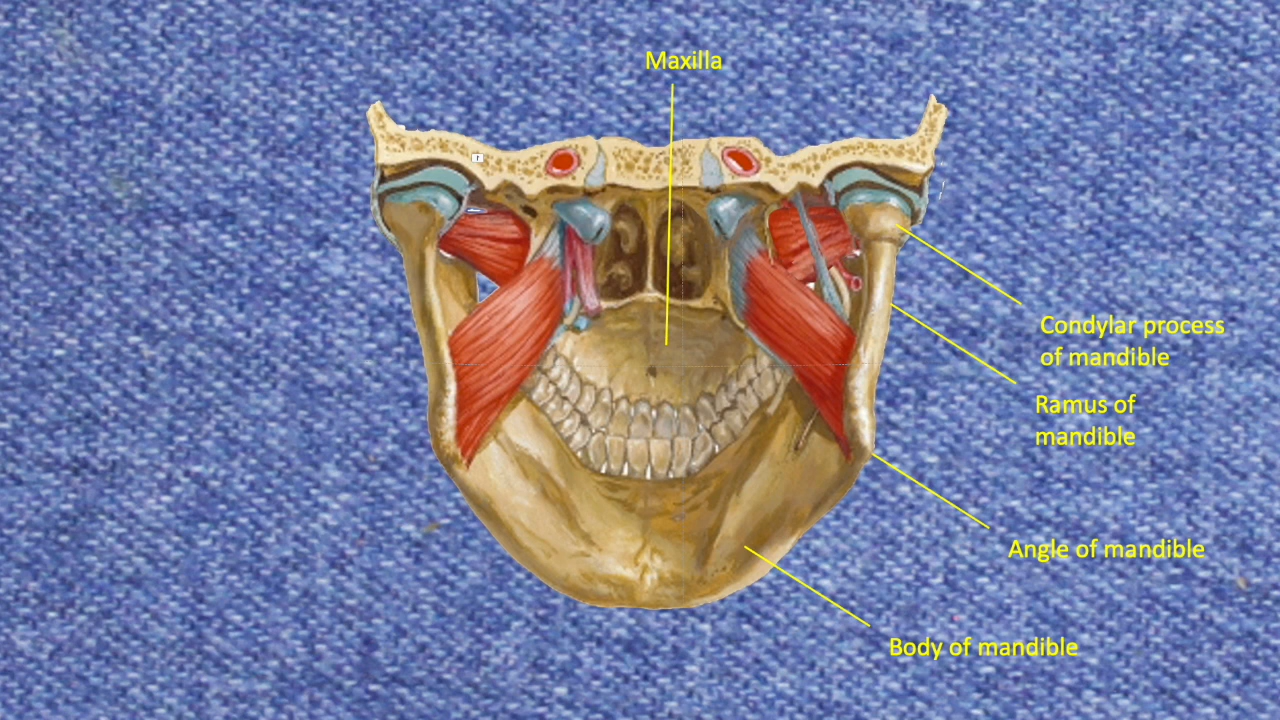 Maxilla
Condylar process
of mandible
Ramus of
mandible
Angle of mandible
Body of mandible